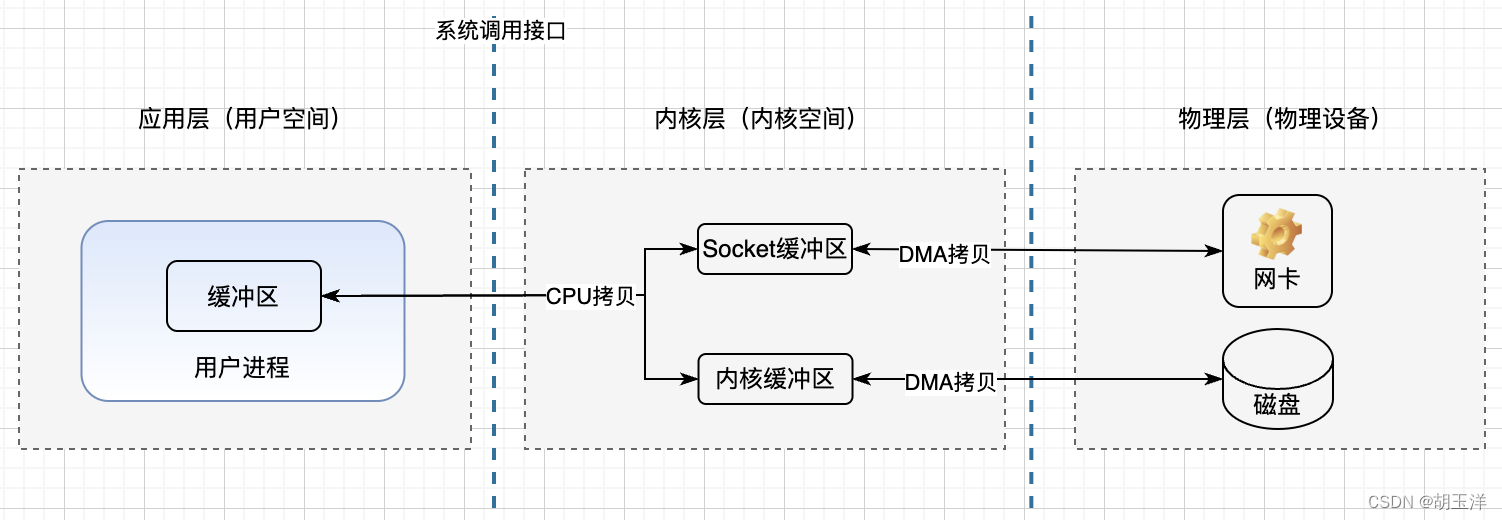 系统调用接口
应用层（用户空间）
内核层（内核空间）
物理层（物理设备）
Socket缓冲区
DMA拷贝
网卡
缓冲区
CPU拷贝
用户进程
内核缓冲区
DMA拷贝
磁盘
CSDN @胡玉洋